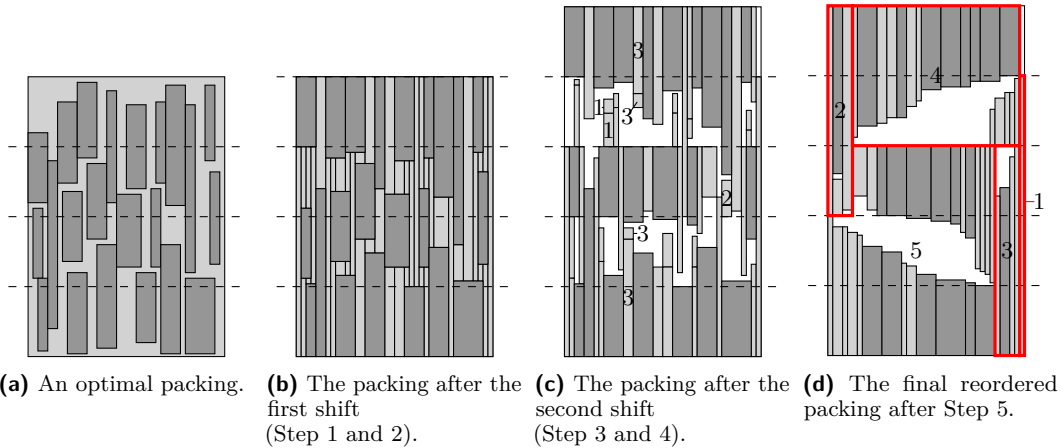 3
1
3
1
2
3
3
4
2
1
5
3
(a) An optimal packing.
(b) The packing after the
first shift
(Step 1 and 2).
(c) The packing after the
second shift
(Step 3 and 4).
(d) The final reordered
packing after Step 5.